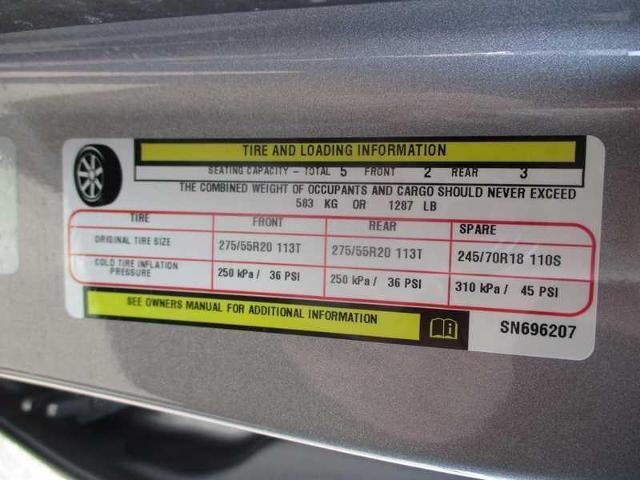 TIRE AND LOADING INFORMATION
SEATING CAPACITY - TOTAL 5 FRONT 2 REAR 3
THE COMBINED WEIGHT OF OCCUPANTS AND CARGO SHOULD NEVER EXCEED
583 KG OR 1287 LB
TIRE FRONT REAR SPARE
ORIGINAL TIRE SIZE 275/55R20 113T 275/55R20 113T 245/70R18 110S
COLD TIRE INFLATION PRESSURE 250 kPa / 36 PSI 250 kPa / 36 PSI 310 kPa / 45 PSI
SEE OWNERS MANUAL FOR ADDITIONAL INFORMATION
SN696207